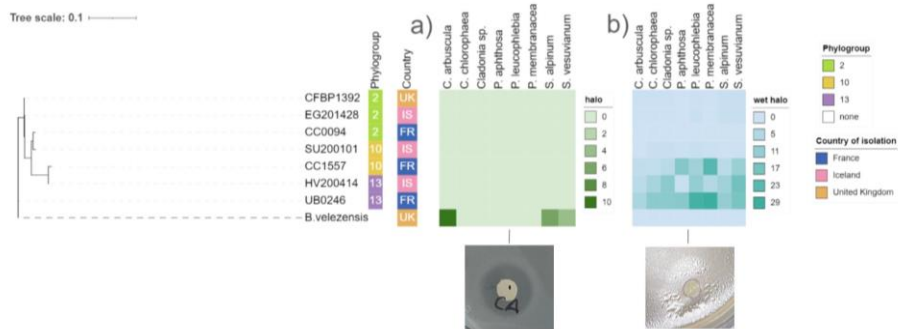 Tree scale: 0.1
a)
b)
Phylogroup
Country
C. arbuscula
C. chlorophaea
Cladonia sp.
P. aphthosa
P. leucophlebia
P. membranacea
S. alpinum
S. vesuvianum
C. arbuscula
C. chlorophaea
Cladonia sp.
P. aphthosa
P. leucophlebia
P. membranacea
S. alpinum
S. vesuvianum
CFBP1392 2 UK
EG201428 2 IS
CC0094 2 FR
SU200101 10 IS
CC1557 10 FR
HV200414 13 IS
UB0246 13 FR
B.velezensis UK
halo
0
2
4
6
8
10
wet halo
0
5
11
17
23
29
Phylogroup
2
10
13
none
Country of isolation
France
Iceland
United Kingdom
CA